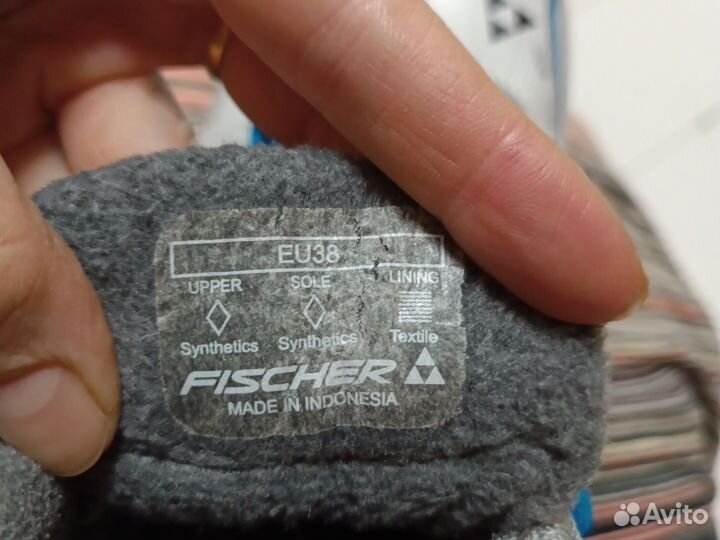 EU38
UPPER SOLE LINING
Synthetics Synthetics Textile
FISCHER
MADE IN INDONESIA
Avito